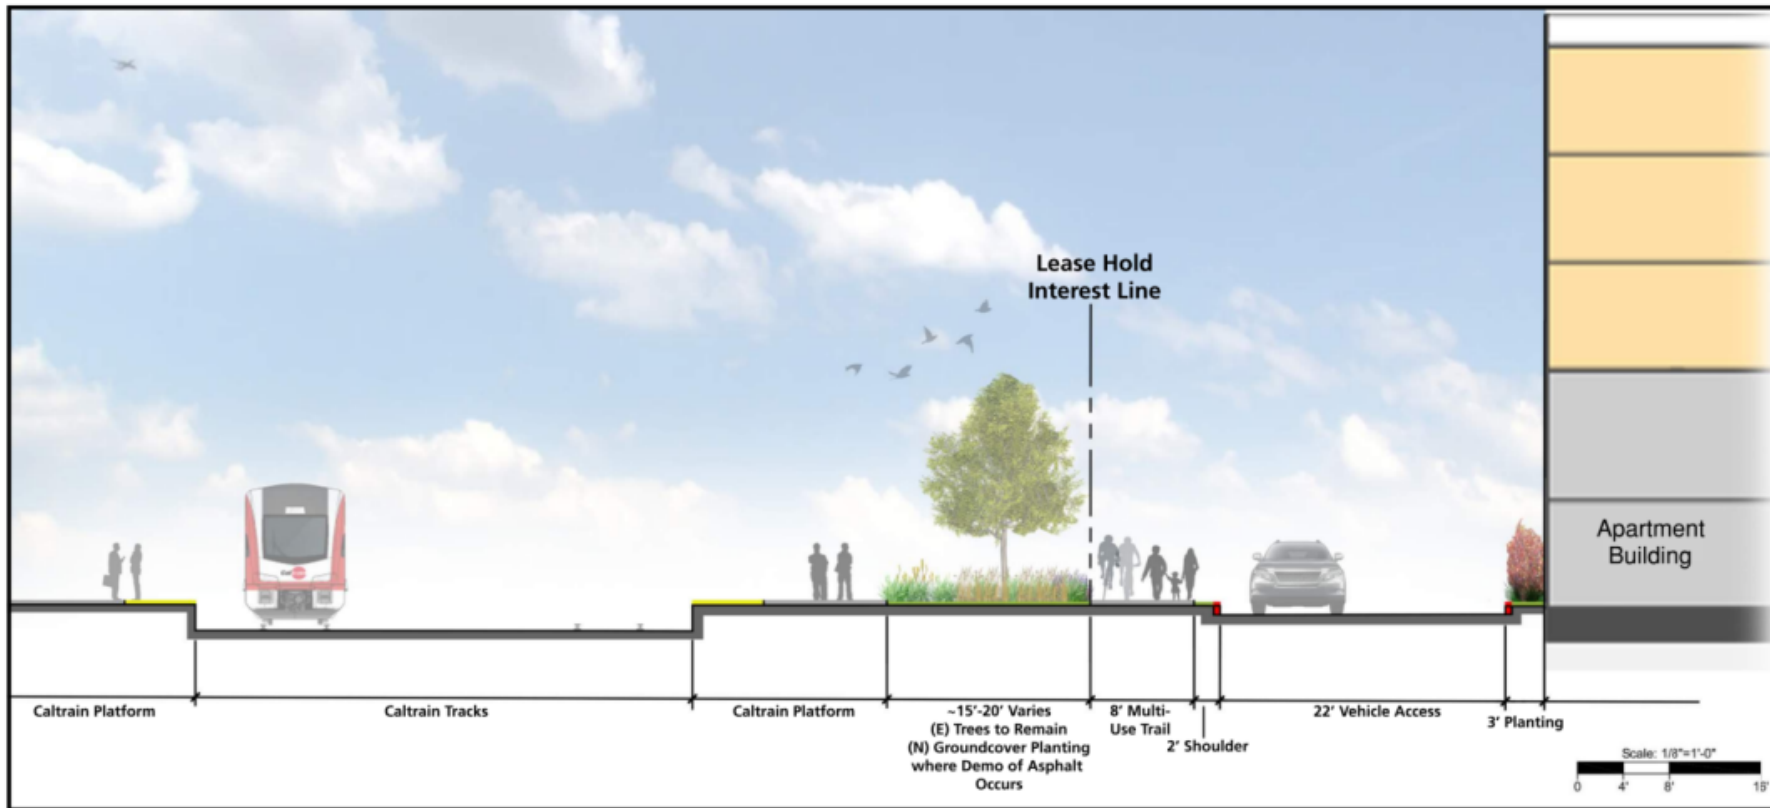 Lease Hold
Interest Line
Apartment
Building
Caltrain Platform
Caltrain Tracks
Caltrain Platform
~15'-20' Varies
(E) Trees to Remain
(N) Groundcover Planting
where Demo of Asphalt
Occurs
8' Multi-
Use Trail
2' Shoulder
22' Vehicle Access
3' Planting
Scale: 1/8"=1'-0"
0 4' 8' 16'